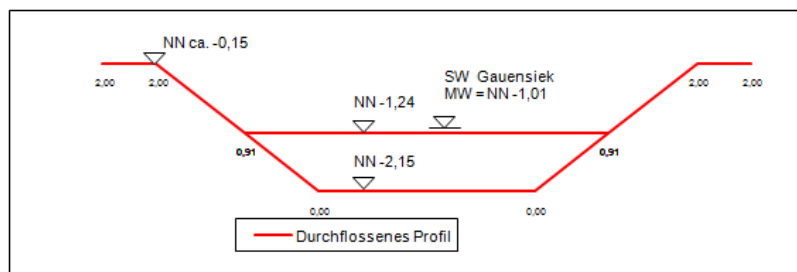 NN ca. -0,15
2,00
2,00
2,00
2,00
SW Gauensiek
MW = NN -1,01
NN -1,24
0,91
0,91
NN -2,15
0,00
0,00
Durchflossenes Profil